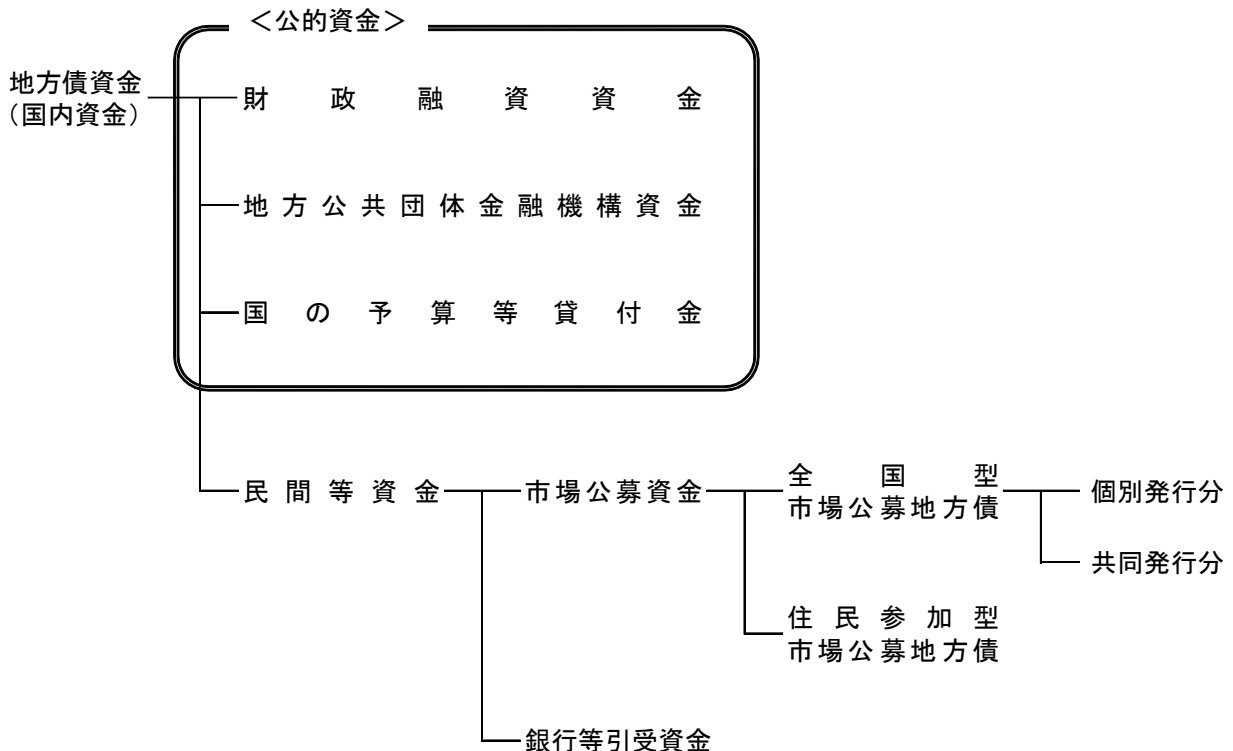 <公的資金>
地方債資金
(国内資金)
財政融資資金
地方公共団体金融機構資金
国の予算等貸付金
民間等資金
市場公募資金
全国型
市場公募地方債
個別発行分
共同発行分
住民参加型
市場公募地方債
銀行等引受資金